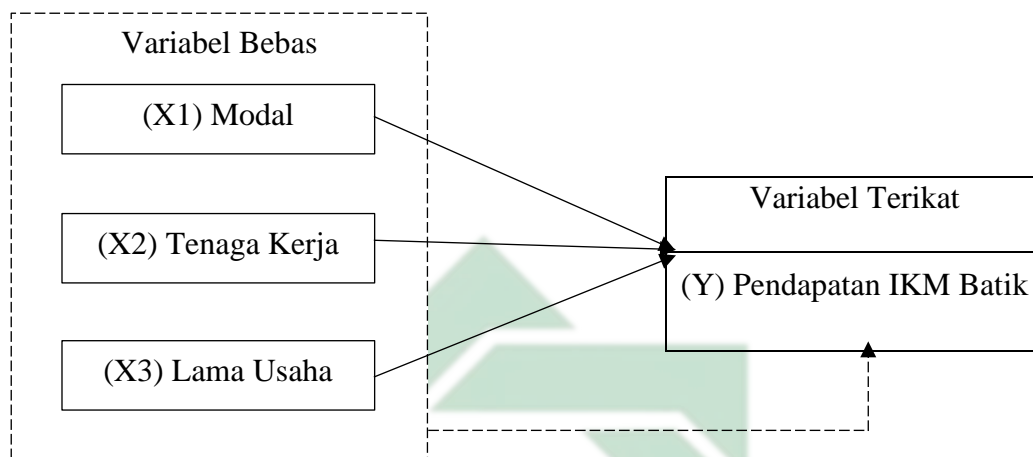 Variabel Bebas
(X1) Modal
(X2) Tenaga Kerja
(X3) Lama Usaha
Variabel Terikat
(Y) Pendapatan IKM Batik